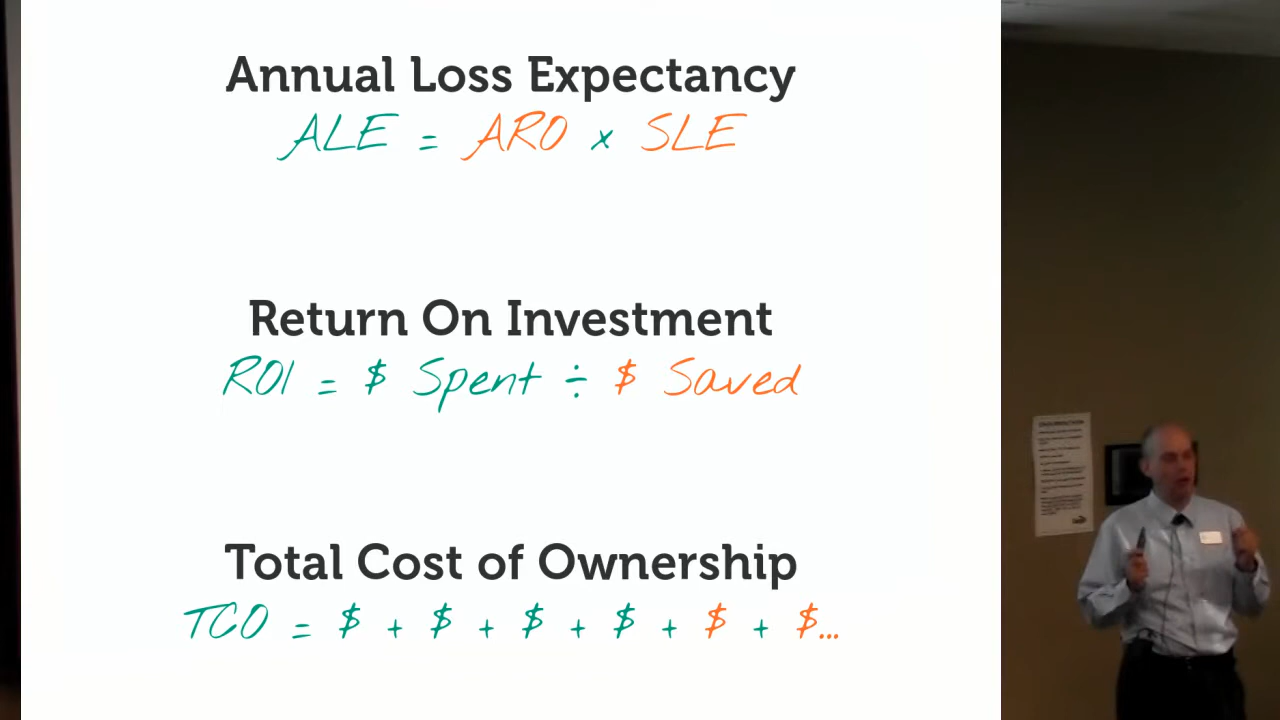 Annual Loss Expectancy
ALE = ARO x SLE
Return On Investment
ROI = $ Spent ÷ $ Saved
Total Cost of Ownership
TCO = $ + $ + $ + $ + $ + $...